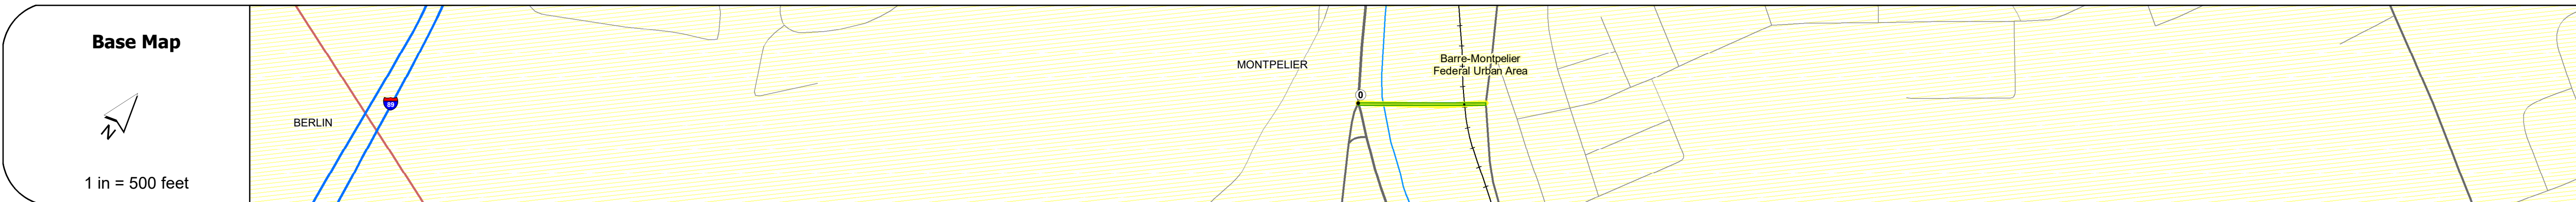 Base Map
N
1 in = 500 feet
BERLIN
89
MONTPELIER
0
Barre-Montpelier
Federal Urban Area